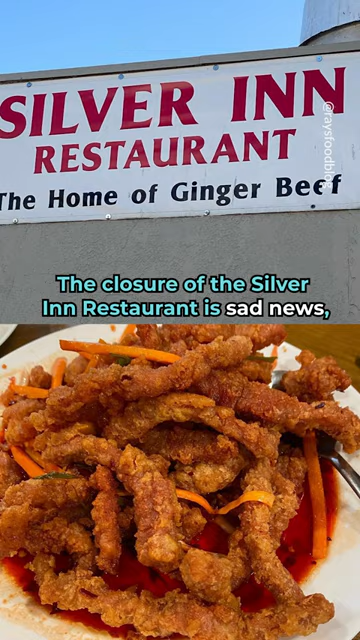 SILVER INN
RESTAURANT
The Home of Ginger Beef
@raysfoodblog
The closure of the Silver
Inn Restaurant is sad news,